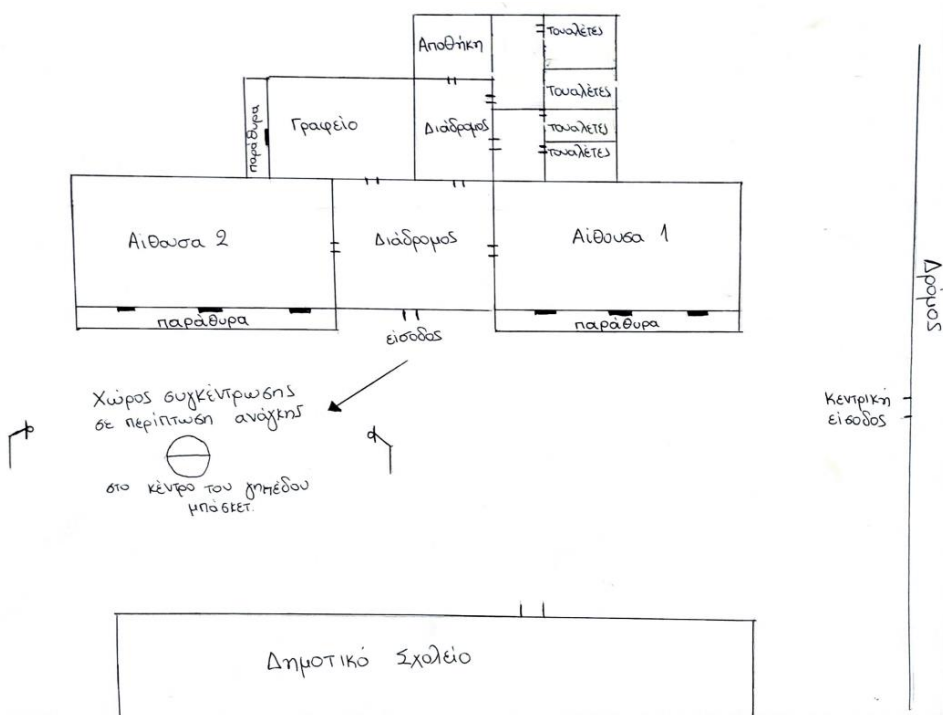 Αποθήκη
τουαλέτες
τουαλέτες
παράθυρα
Γραφείο
Διάδρομος
τουαλέτες
τουαλέτες
Αίθουσα 2
Διάδρομος
Αίθουσα 1
Δρόμος
παράθυρα
παράθυρα
είσοδος
Χώρος συγκέντρωσης
σε περίπτωση ανάγκης
Κεντρική
είσοδος
στο κέντρο του γηπέδου
μπάσκετ.
Δημοτικό Σχολείο